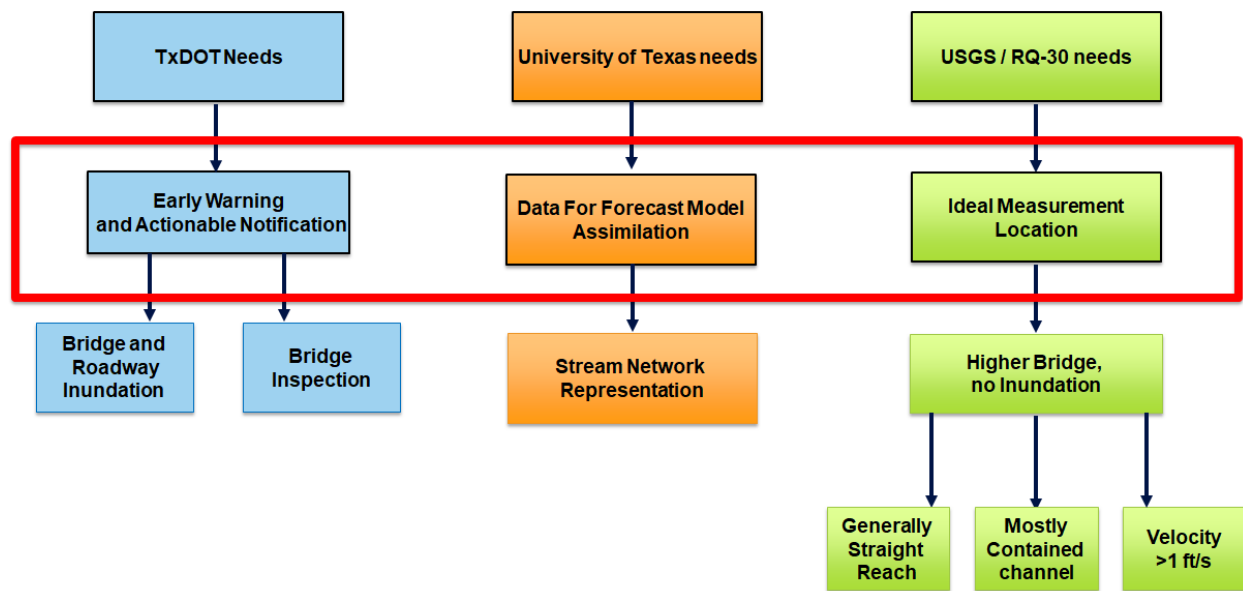 TxDOT Needs
University of Texas needs
USGS / RQ-30 needs
Early Warning
and Actionable Notification
Data For Forecast Model
Assimilation
Ideal Measurement
Location
Bridge and
Roadway
Inundation
Bridge
Inspection
Stream Network
Representation
Higher Bridge,
no Inundation
Generally
Straight
Reach
Mostly
Contained
channel
Velocity
>1 ft/s